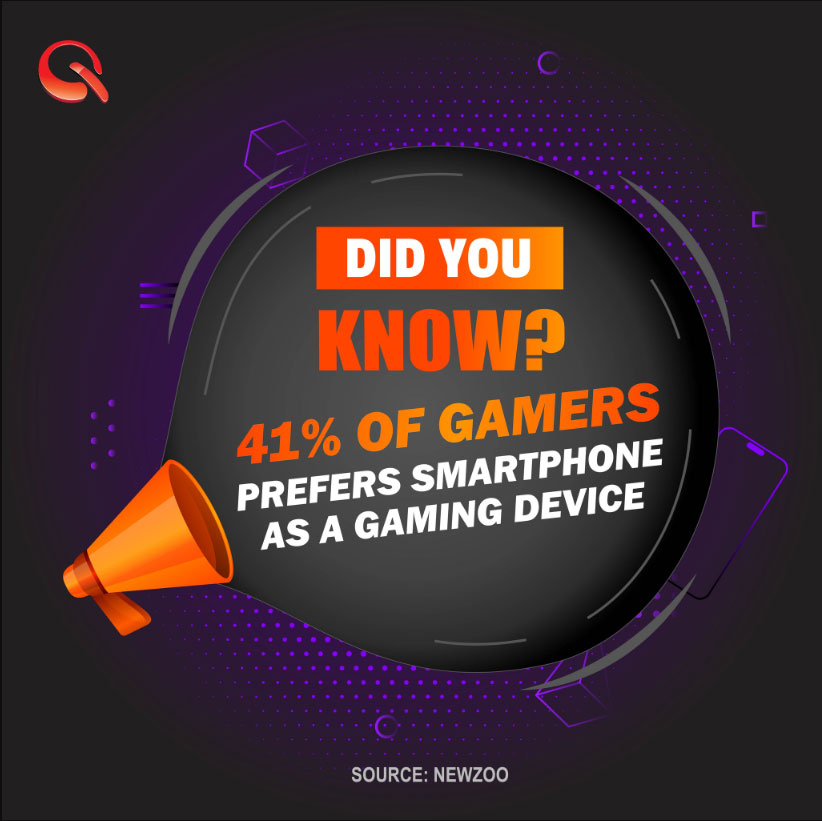 DID YOU
KNOW?
41% OF GAMERS
PREFERS SMARTPHONE
AS A GAMING DEVICE
SOURCE: NEWZOO